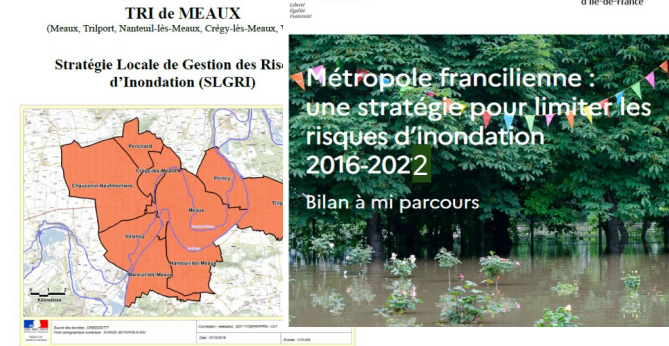 TRI de MEAUX
(Meaux, Trilport, Nanteuil-lès-Meaux, Crégy-lès-Meaux,
Stratégie Locale de Gestion des Ris
d'Inondation (SLGRI)
Penchard
Crégy-lès-Meaux
Poincy
Chauconin-Neufmontiers
Meaux
Trilp
Villenoy
Nanteuil-lès-Meaux
Mareuil-lès-Meaux
Kilomètres
Liberté
Égalité
Fraternité
d'Île-de-France
Métropole francilienne :
une stratégie pour limiter les
risques d'inondation
2016-2022
Bilan à mi parcours